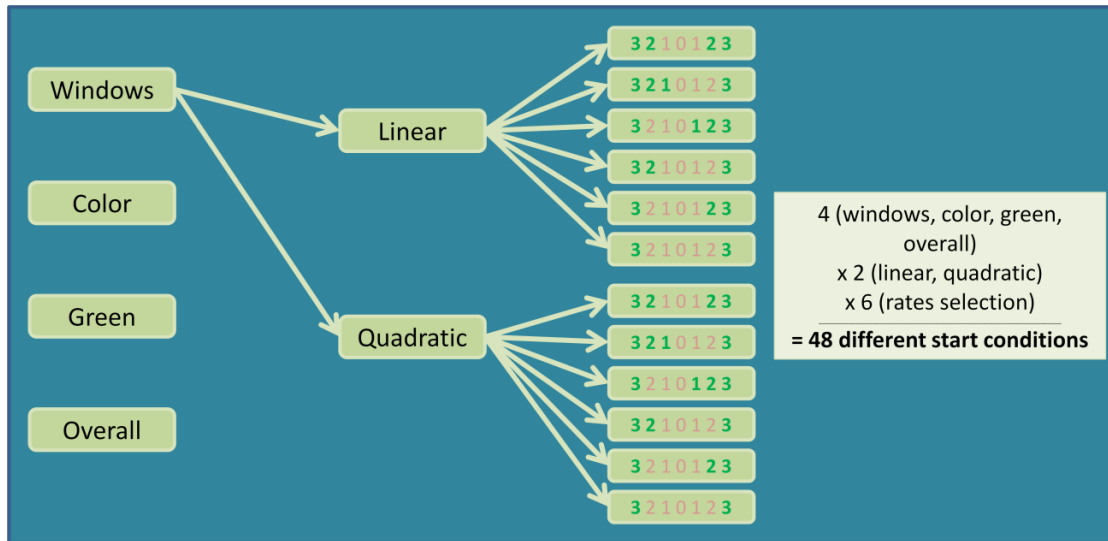 Windows
Color
Green
Overall
Linear
Quadratic
3 2 1 0 1 2 3
3 2 1 0 1 2 3
3 2 1 0 1 2 3
3 2 1 0 1 2 3
3 2 1 0 1 2 3
3 2 1 0 1 2 3
3 2 1 0 1 2 3
3 2 1 0 1 2 3
3 2 1 0 1 2 3
3 2 1 0 1 2 3
3 2 1 0 1 2 3
3 2 1 0 1 2 3
4 (windows, color, green,
overall)
x 2 (linear, quadratic)
x 6 (rates selection)
= 48 different start conditions